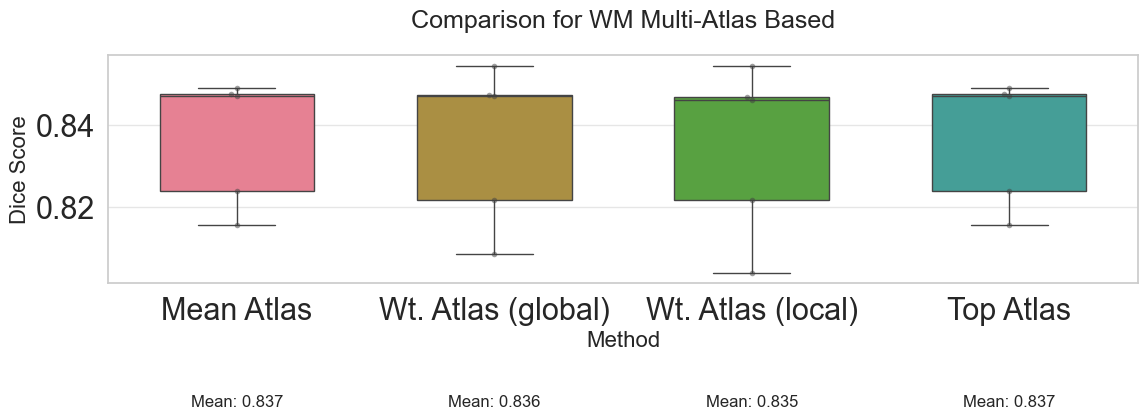 Comparison for WM Multi-Atlas Based
Dice Score
0.84
0.82
Mean Atlas Wt. Atlas (global) Wt. Atlas (local) Top Atlas
Method
Mean: 0.837 Mean: 0.836 Mean: 0.835 Mean: 0.837